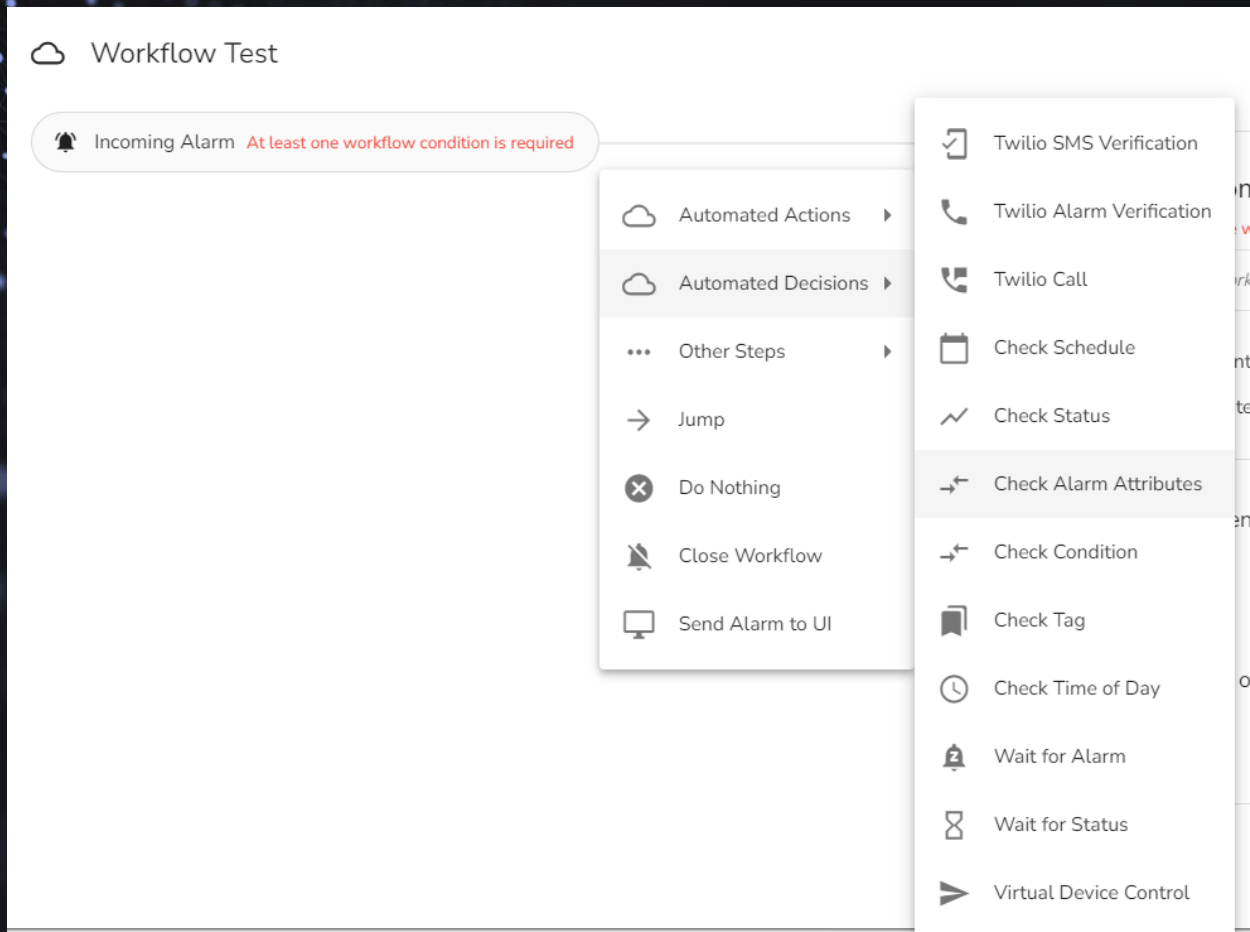 Workflow Test
Incoming Alarm At least one workflow condition is required
Automated Actions
Automated Decisions
Other Steps
Jump
Do Nothing
Close Workflow
Send Alarm to UI
Twilio SMS Verification
Twilio Alarm Verification
Twilio Call
Check Schedule
Check Status
Check Alarm Attributes
Check Condition
Check Tag
Check Time of Day
Wait for Alarm
Wait for Status
Virtual Device Control